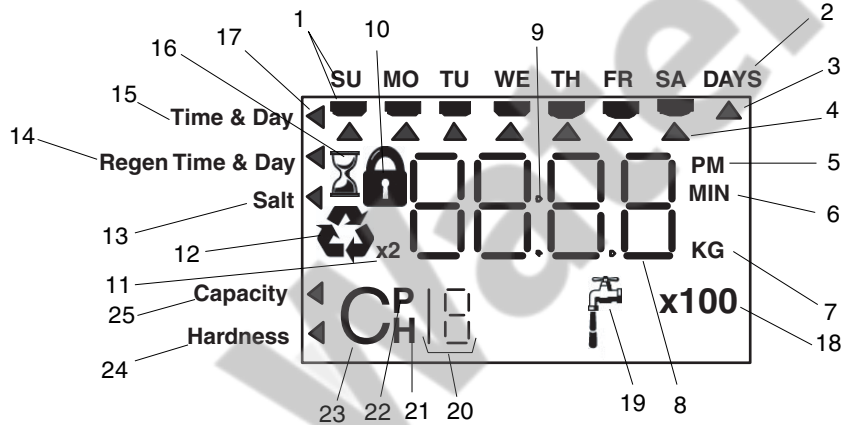 1 10 9 2
16 17
SU MO TU WE TH FR SA DAYS
3
15 Time & Day
4
14 Regen Time & Day
PM 5
Salt
MIN 6
13
12
x2
KG
11
Capacity
25
C P H
x100
7
Hardness
18
24
23 22 21 20 19 8
Water